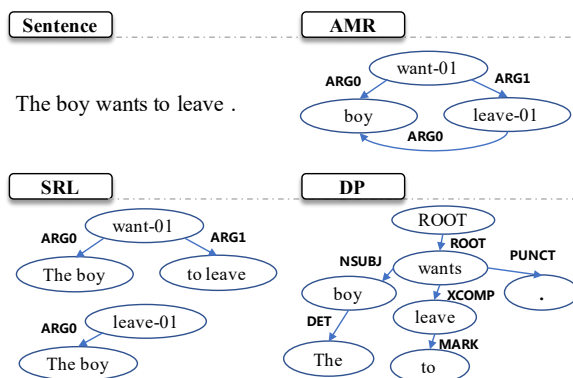 Sentence
The boy wants to leave .
AMR
want-01
ARG0
ARG1
boy
leave-01
ARG0
SRL
want-01
ARG0
ARG1
The boy
to leave
leave-01
ARG0
The boy
DP
ROOT
ROOT
NSUBJ
wants
PUNCT
boy
XCOMP
.
leave
DET
MARK
The
to